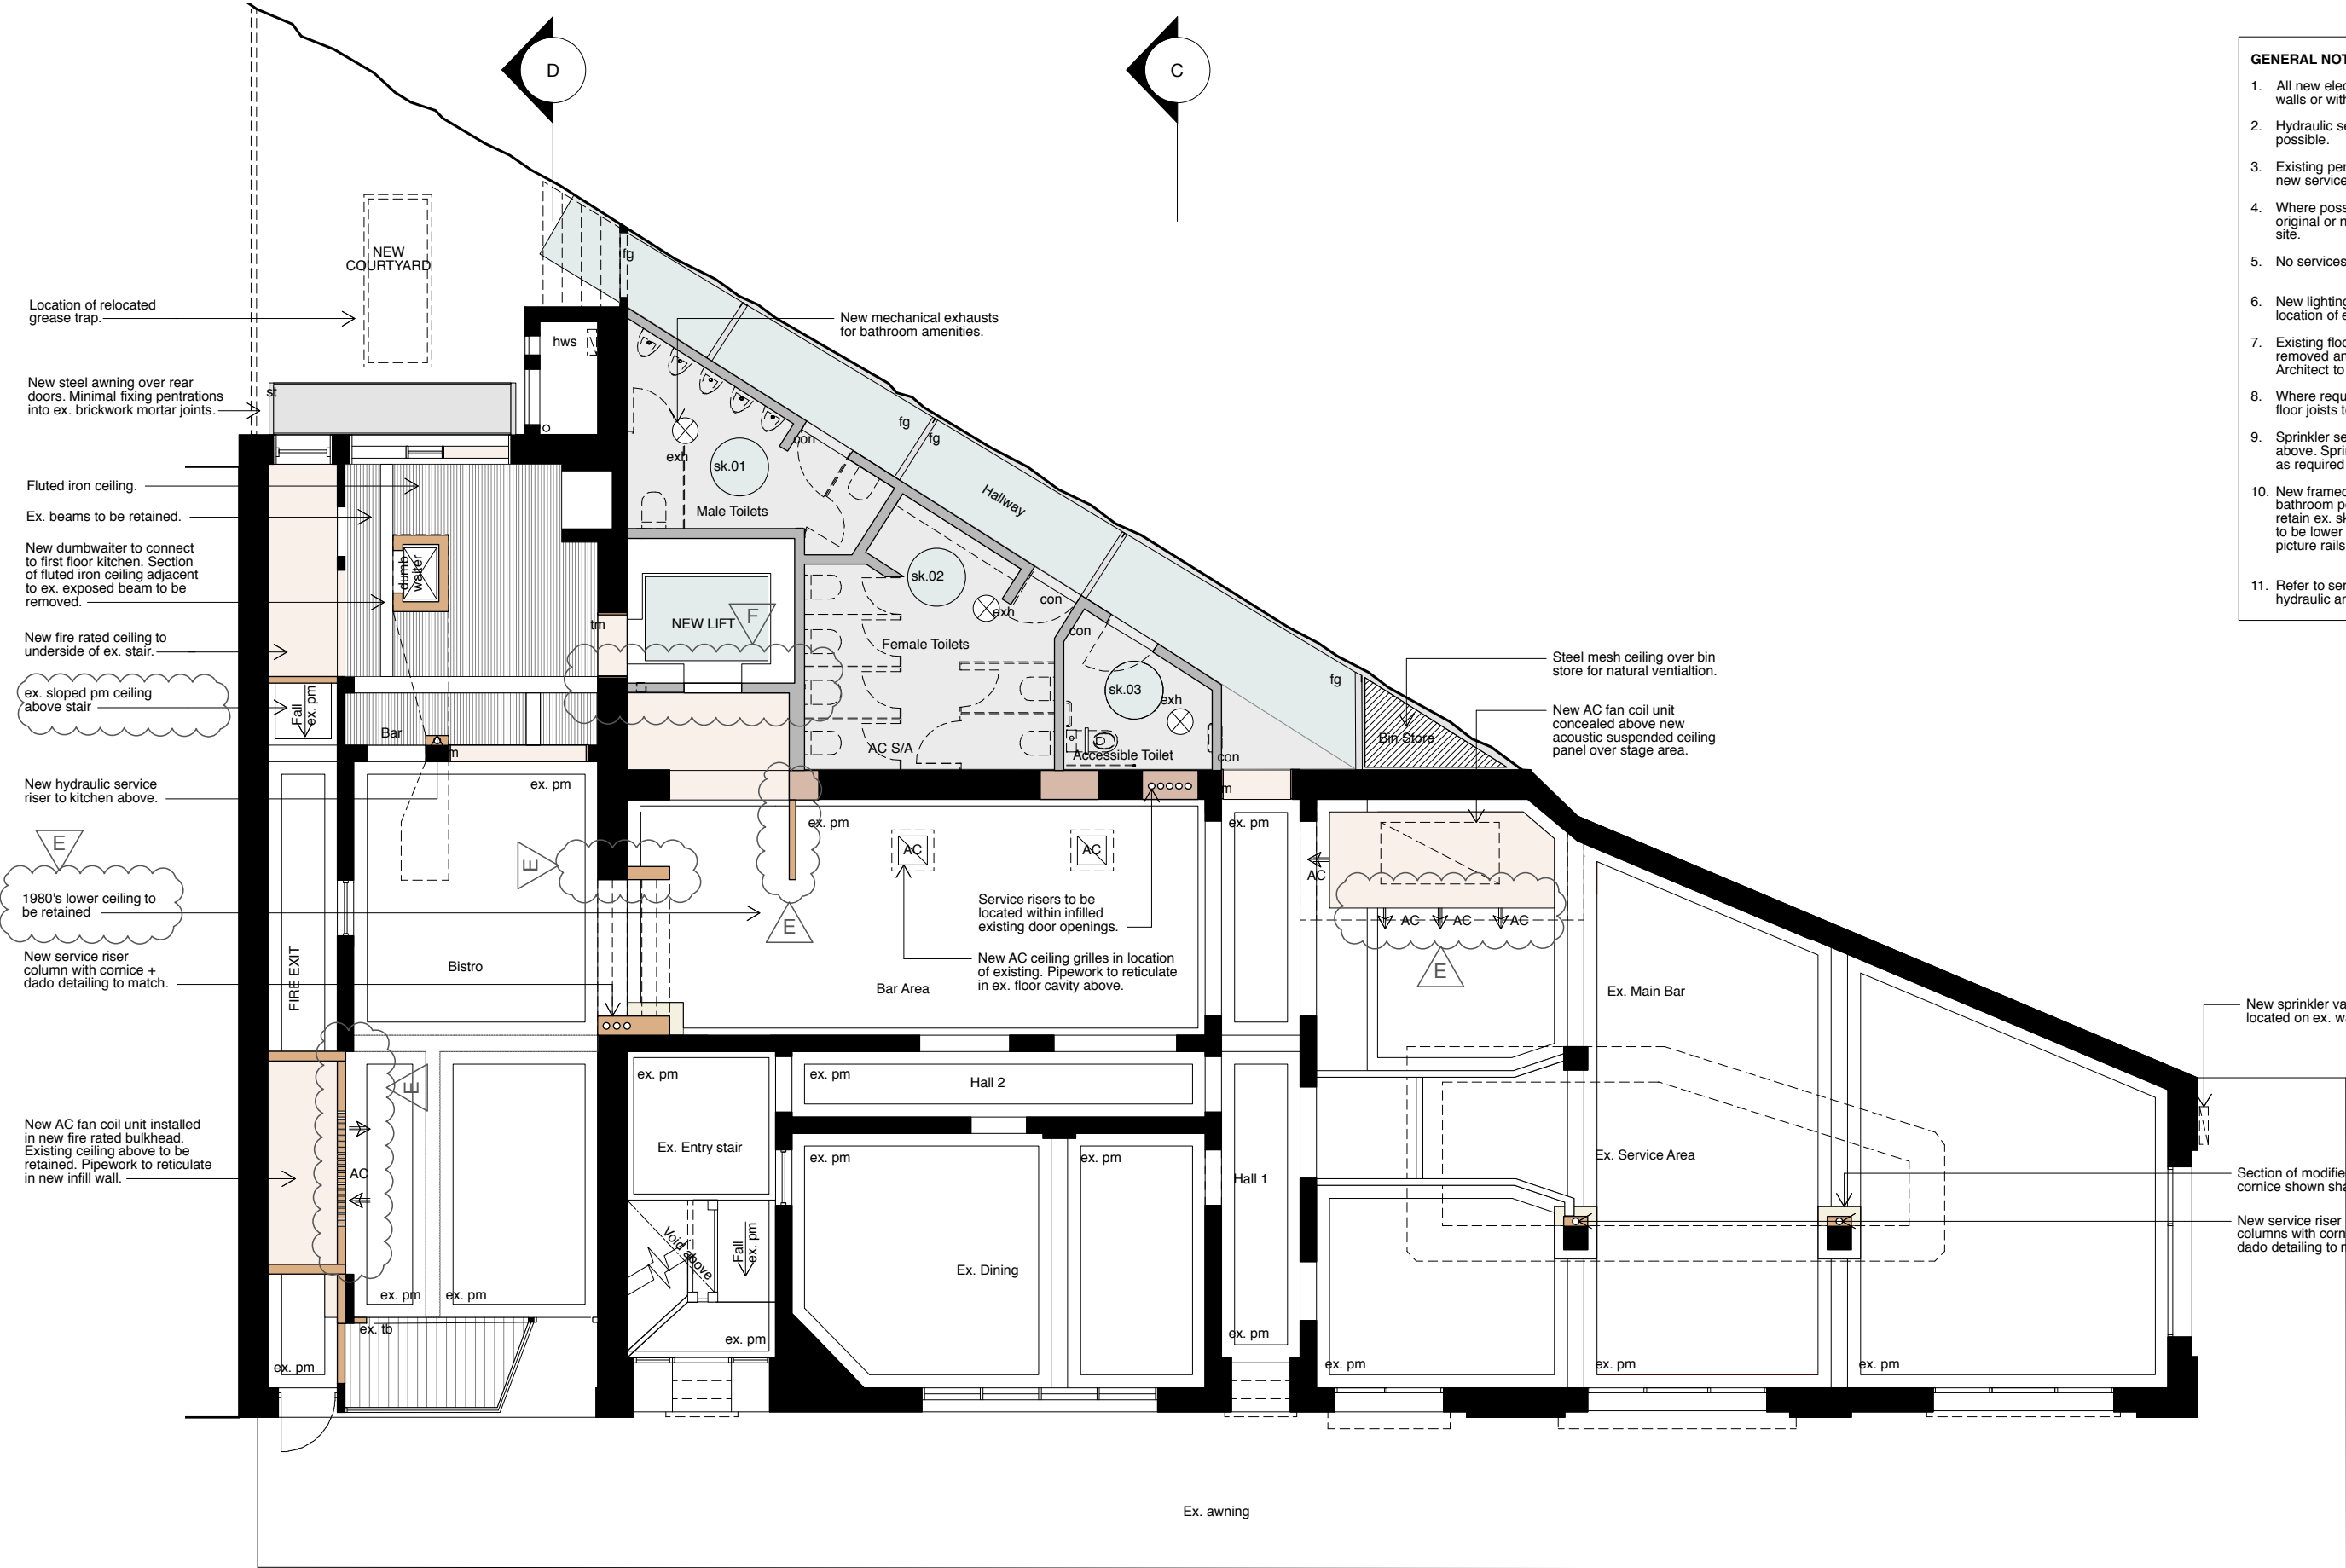 D
C
GENERAL NOT
1. All new elec
walls or with
2. Hydraulic se
possible.
3. Existing per
new service
4. Where poss
original or n
site.
5. No services
6. New lighting
location of e
7. Existing floo
removed an
Architect to
8. Where requ
floor joists t
9. Sprinkler se
above. Sprin
as required
10. New framed
bathroom p
retain ex. sk
to be lower
picture rails
11. Refer to ser
hydraulic an
NEW
COURTYARD
Location of relocated
grease trap.
New steel awning over rear
doors. Minimal fixing pentrations
into ex. brickwork mortar joints.
st
hws
fg
New mechanical exhausts
for bathroom amenities.
fg
fg
con
exh
sk.01
Male Toilets
Hallway
Fluted iron ceiling.
Ex. beams to be retained.
New dumbwaiter to connect
to first floor kitchen. Section
of fluted iron ceiling adjacent
to ex. exposed beam to be
removed.
dumb
waiter
New fire rated ceiling to
underside of ex. stair.
ex. sloped pm ceiling
above stair
Fall
ex. pm
tm
NEW LIFT
F
sk.02
exh
con
Female Toilets
con
sk.03
exh
AC S/A
Accessible Toilet
con
fg
Bin Store
Steel mesh ceiling over bin
store for natural ventialtion.
New AC fan coil unit
concealed above new
acoustic suspended ceiling
panel over stage area.
Bar
m
New hydraulic service
riser to kitchen above.
ex. pm
ex. pm
m
ex. pm
E
E
AC
AC
AC
1980's lower ceiling to
be retained
E
Service risers to be
located within infilled
existing door openings.
AC
AC
AC
E
New service riser
column with cornice +
dado detailing to match.
FIRE EXIT
Bistro
Bar Area
New AC ceiling grilles in location
of existing. Pipework to reticulate
in ex. floor cavity above.
Ex. Main Bar
New sprinkler va
located on ex. wa
E
ex. pm
ex. pm
Hall 2
New AC fan coil unit installed
in new fire rated bulkhead.
Existing ceiling above to be
retained. Pipework to reticulate
in new infill wall.
AC
Ex. Entry stair
ex. pm
ex. pm
Hall 1
Ex. Service Area
Section of modifie
cornice shown sha
New service riser
columns with corn
dado detailing to m
Void above
Fall
ex. pm
Ex. Dining
ex. pm
ex. pm
ex. tb
ex. pm
ex. pm
ex. pm
ex. pm
ex. pm
ex. pm
Ex. awning